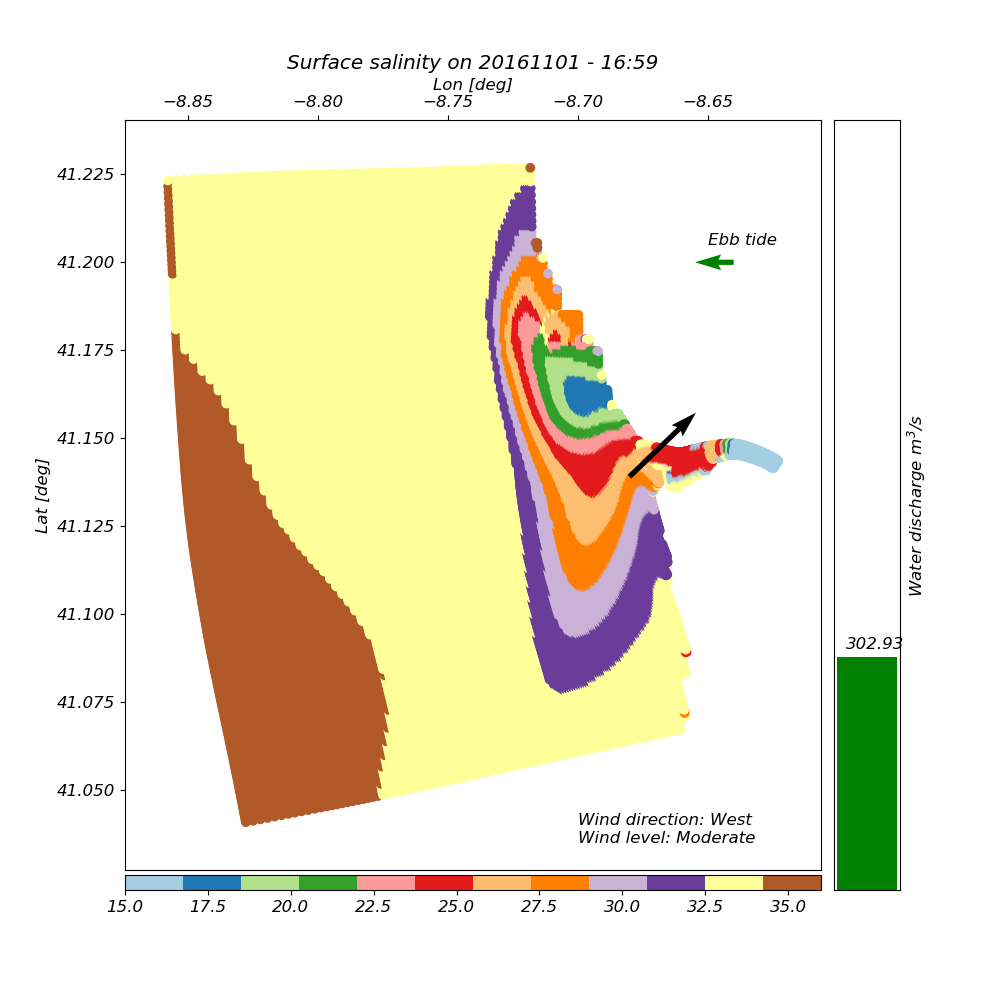 Surface salinity on 20161101 - 16:59
Lon [deg]
−8.85 −8.80 −8.75 −8.70 −8.65
41.225
41.200
41.175
41.150
41.125
41.100
41.075
41.050
Lat [deg]
Ebb tide
Wind direction: West
Wind level: Moderate
302.93
Water discharge m³/s
15.0 17.5 20.0 22.5 25.0 27.5 30.0 32.5 35.0